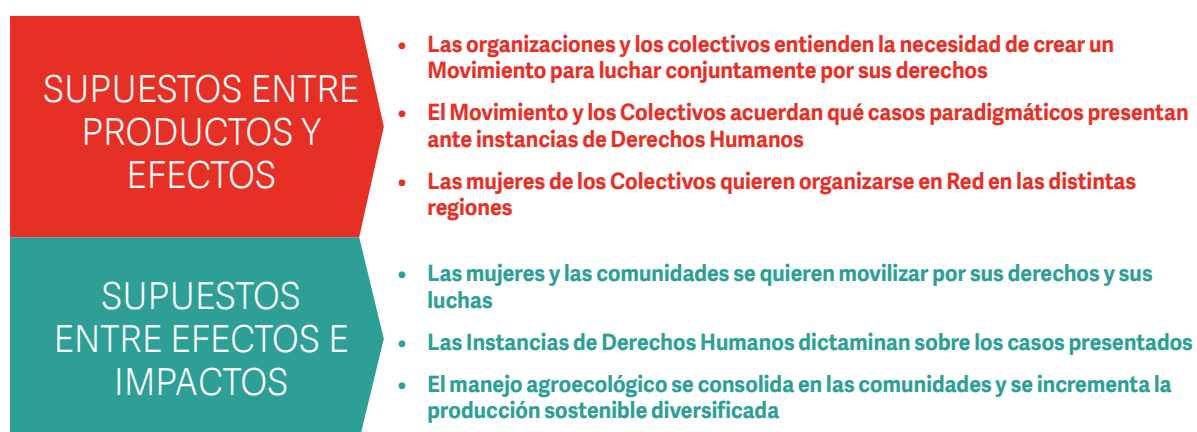 SUPUESTOS ENTRE
PRODUCTOS Y
EFECTOS
• Las organizaciones y los colectivos entienden la necesidad de crear un
Movimiento para luchar conjuntamente por sus derechos
• El Movimiento y los Colectivos acuerdan qué casos paradigmáticos presentan
ante instancias de Derechos Humanos
• Las mujeres de los Colectivos quieren organizarse en Red en las distintas
regiones
SUPUESTOS
ENTRE EFECTOS E
IMPACTOS
• Las mujeres y las comunidades se quieren movilizar por sus derechos y sus
luchas
• Las Instancias de Derechos Humanos dictaminan sobre los casos presentados
• El manejo agroecológico se consolida en las comunidades y se incrementa la
producción sostenible diversificada